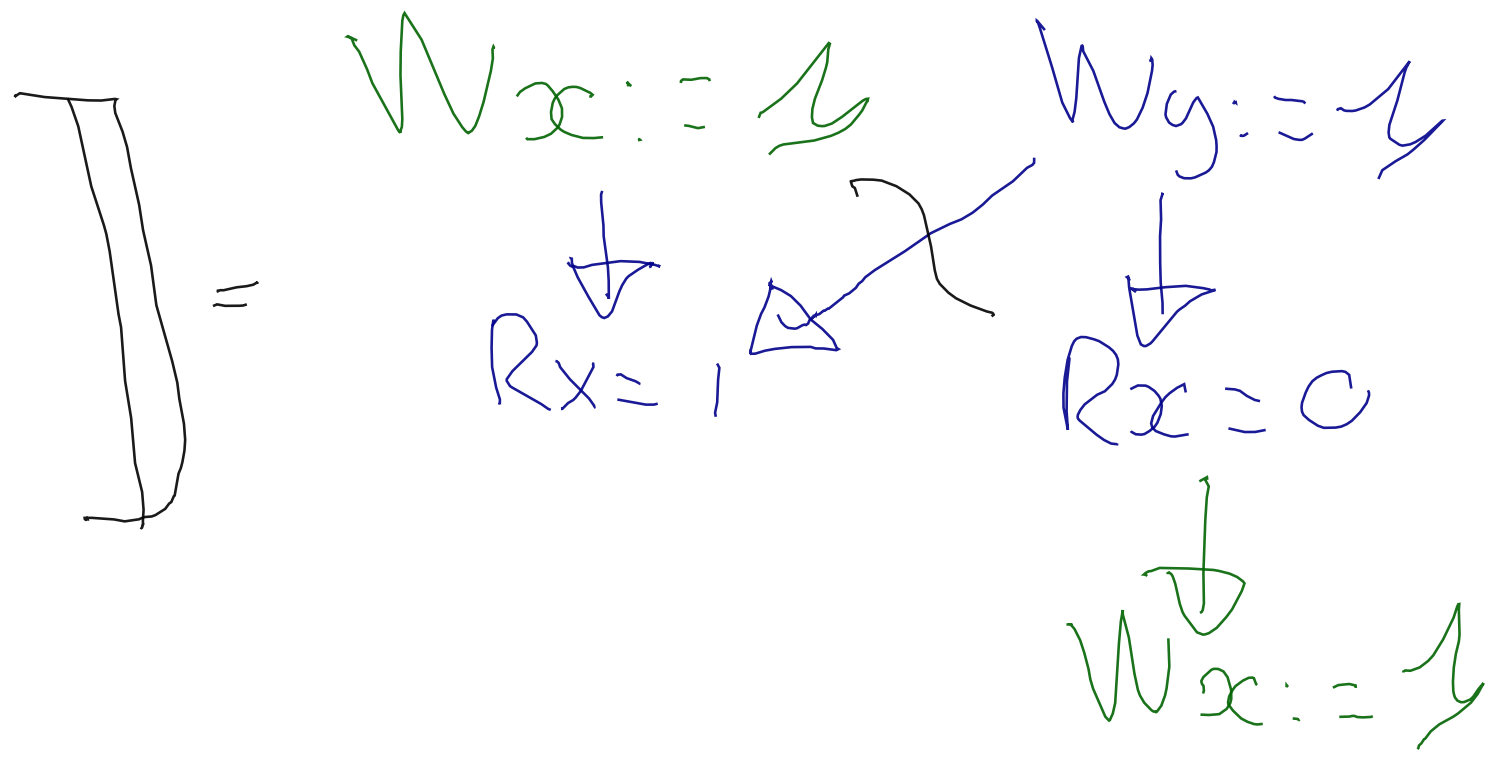 ] = Wx := 1 Wy := 1
Rx = 1 Rx = 0
Wx := 1